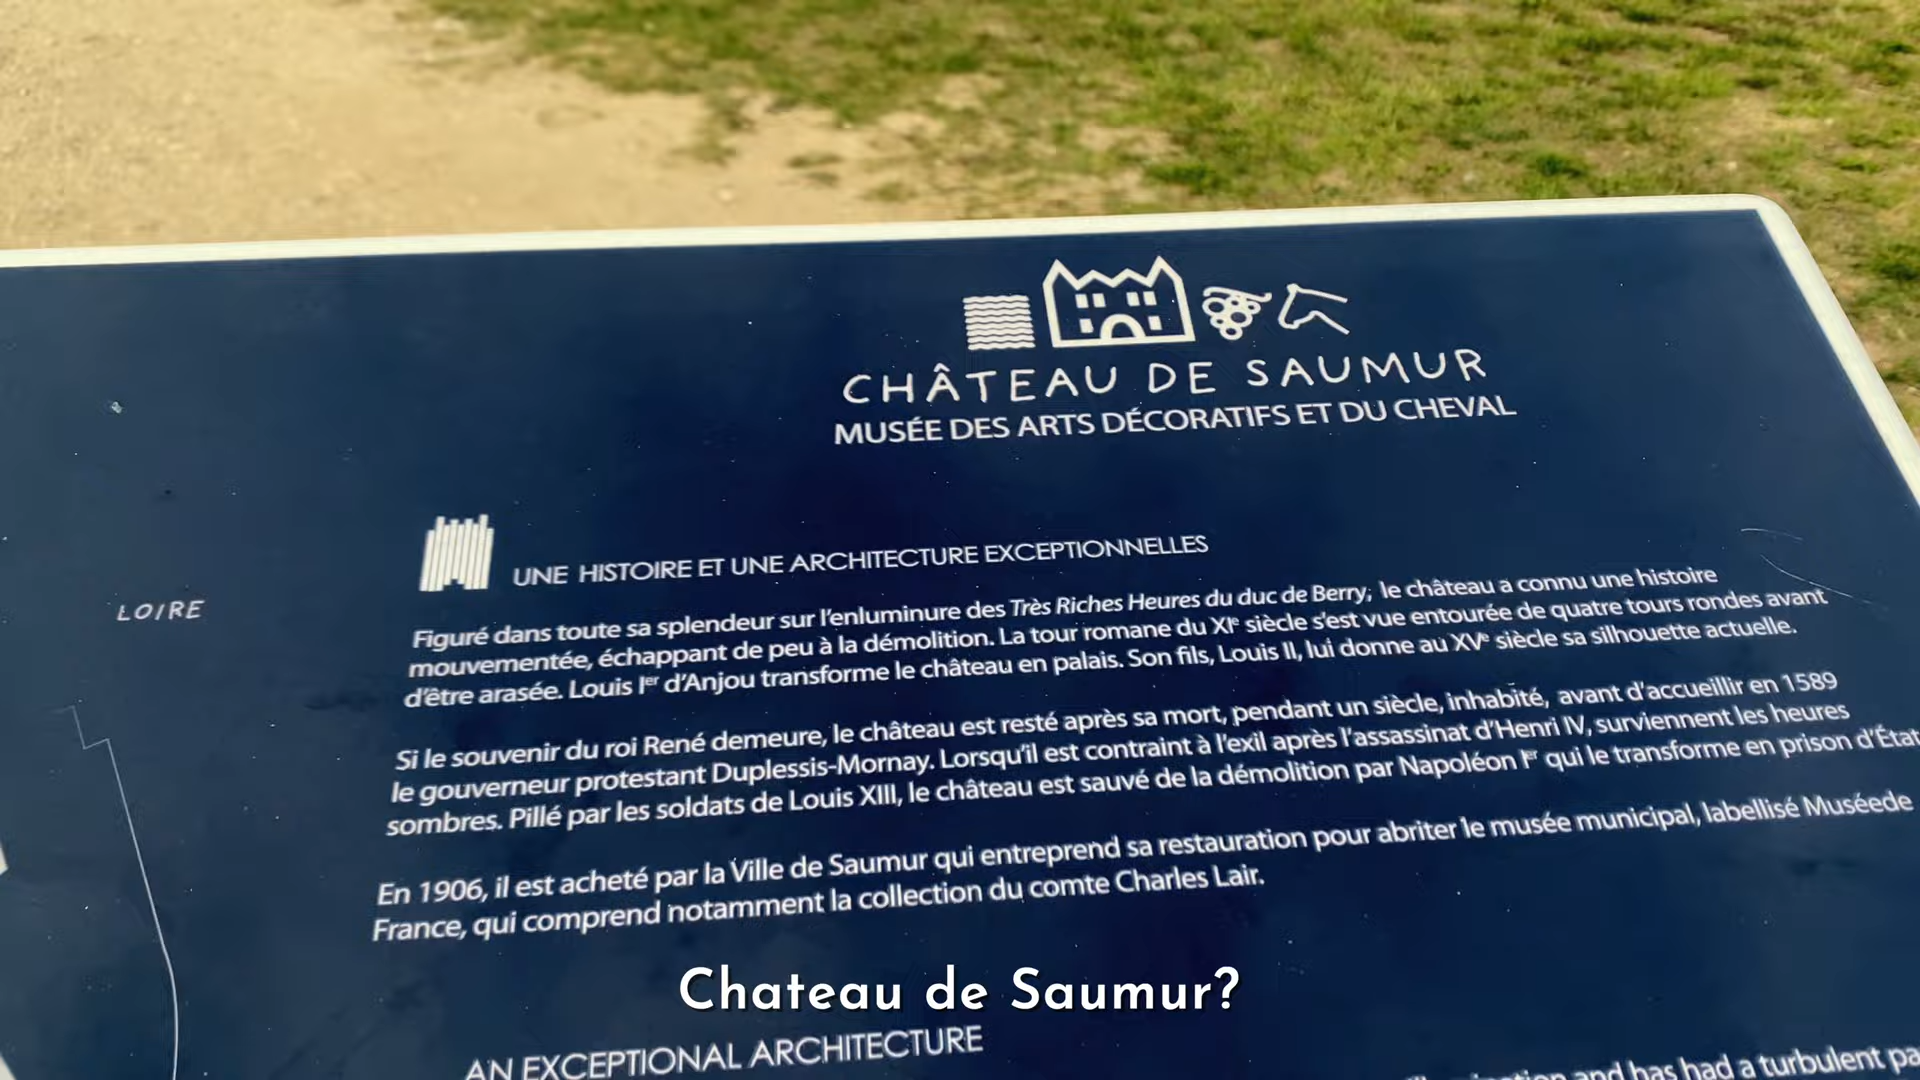 CHÂTEAU DE SAUMUR
MUSÉE DES ARTS DÉCORATIFS ET DU CHEVAL
UNE HISTOIRE ET UNE ARCHITECTURE EXCEPTIONNELLES
LOIRE
Figuré dans toute sa splendeur sur l'enluminure des Très Riches Heures du duc de Berry; le château a connu une histoire
mouvementée, échappant de peu à la démolition. La tour romane du XIe siècle s'est vue entourée de quatre tours rondes avant
d'être arasée. Louis Ier d'Anjou transforme le château en palais. Son fils, Louis II, lui donne au XVe siècle sa silhouette actuelle.
Si le souvenir du roi René demeure, le château est resté après sa mort, pendant un siècle, inhabité, avant d'accueillir en 1589
le gouverneur protestant Duplessis-Mornay. Lorsqu'il est contraint à l'exil après l'assassinat d'Henri IV, surviennent les heures
sombres. Pillé par les soldats de Louis XIII, le château est sauvé de la démolition par Napoléon Ier qui le transforme en prison d'État
En 1906, il est acheté par la Ville de Saumur qui entreprend sa restauration pour abriter le musée municipal, labellisé Muséede
France, qui comprend notamment la collection du comte Charles Lair.
Chateau de Saumur?
AN EXCEPTIONAL ARCHITECTURE
and has had a turbulent pa